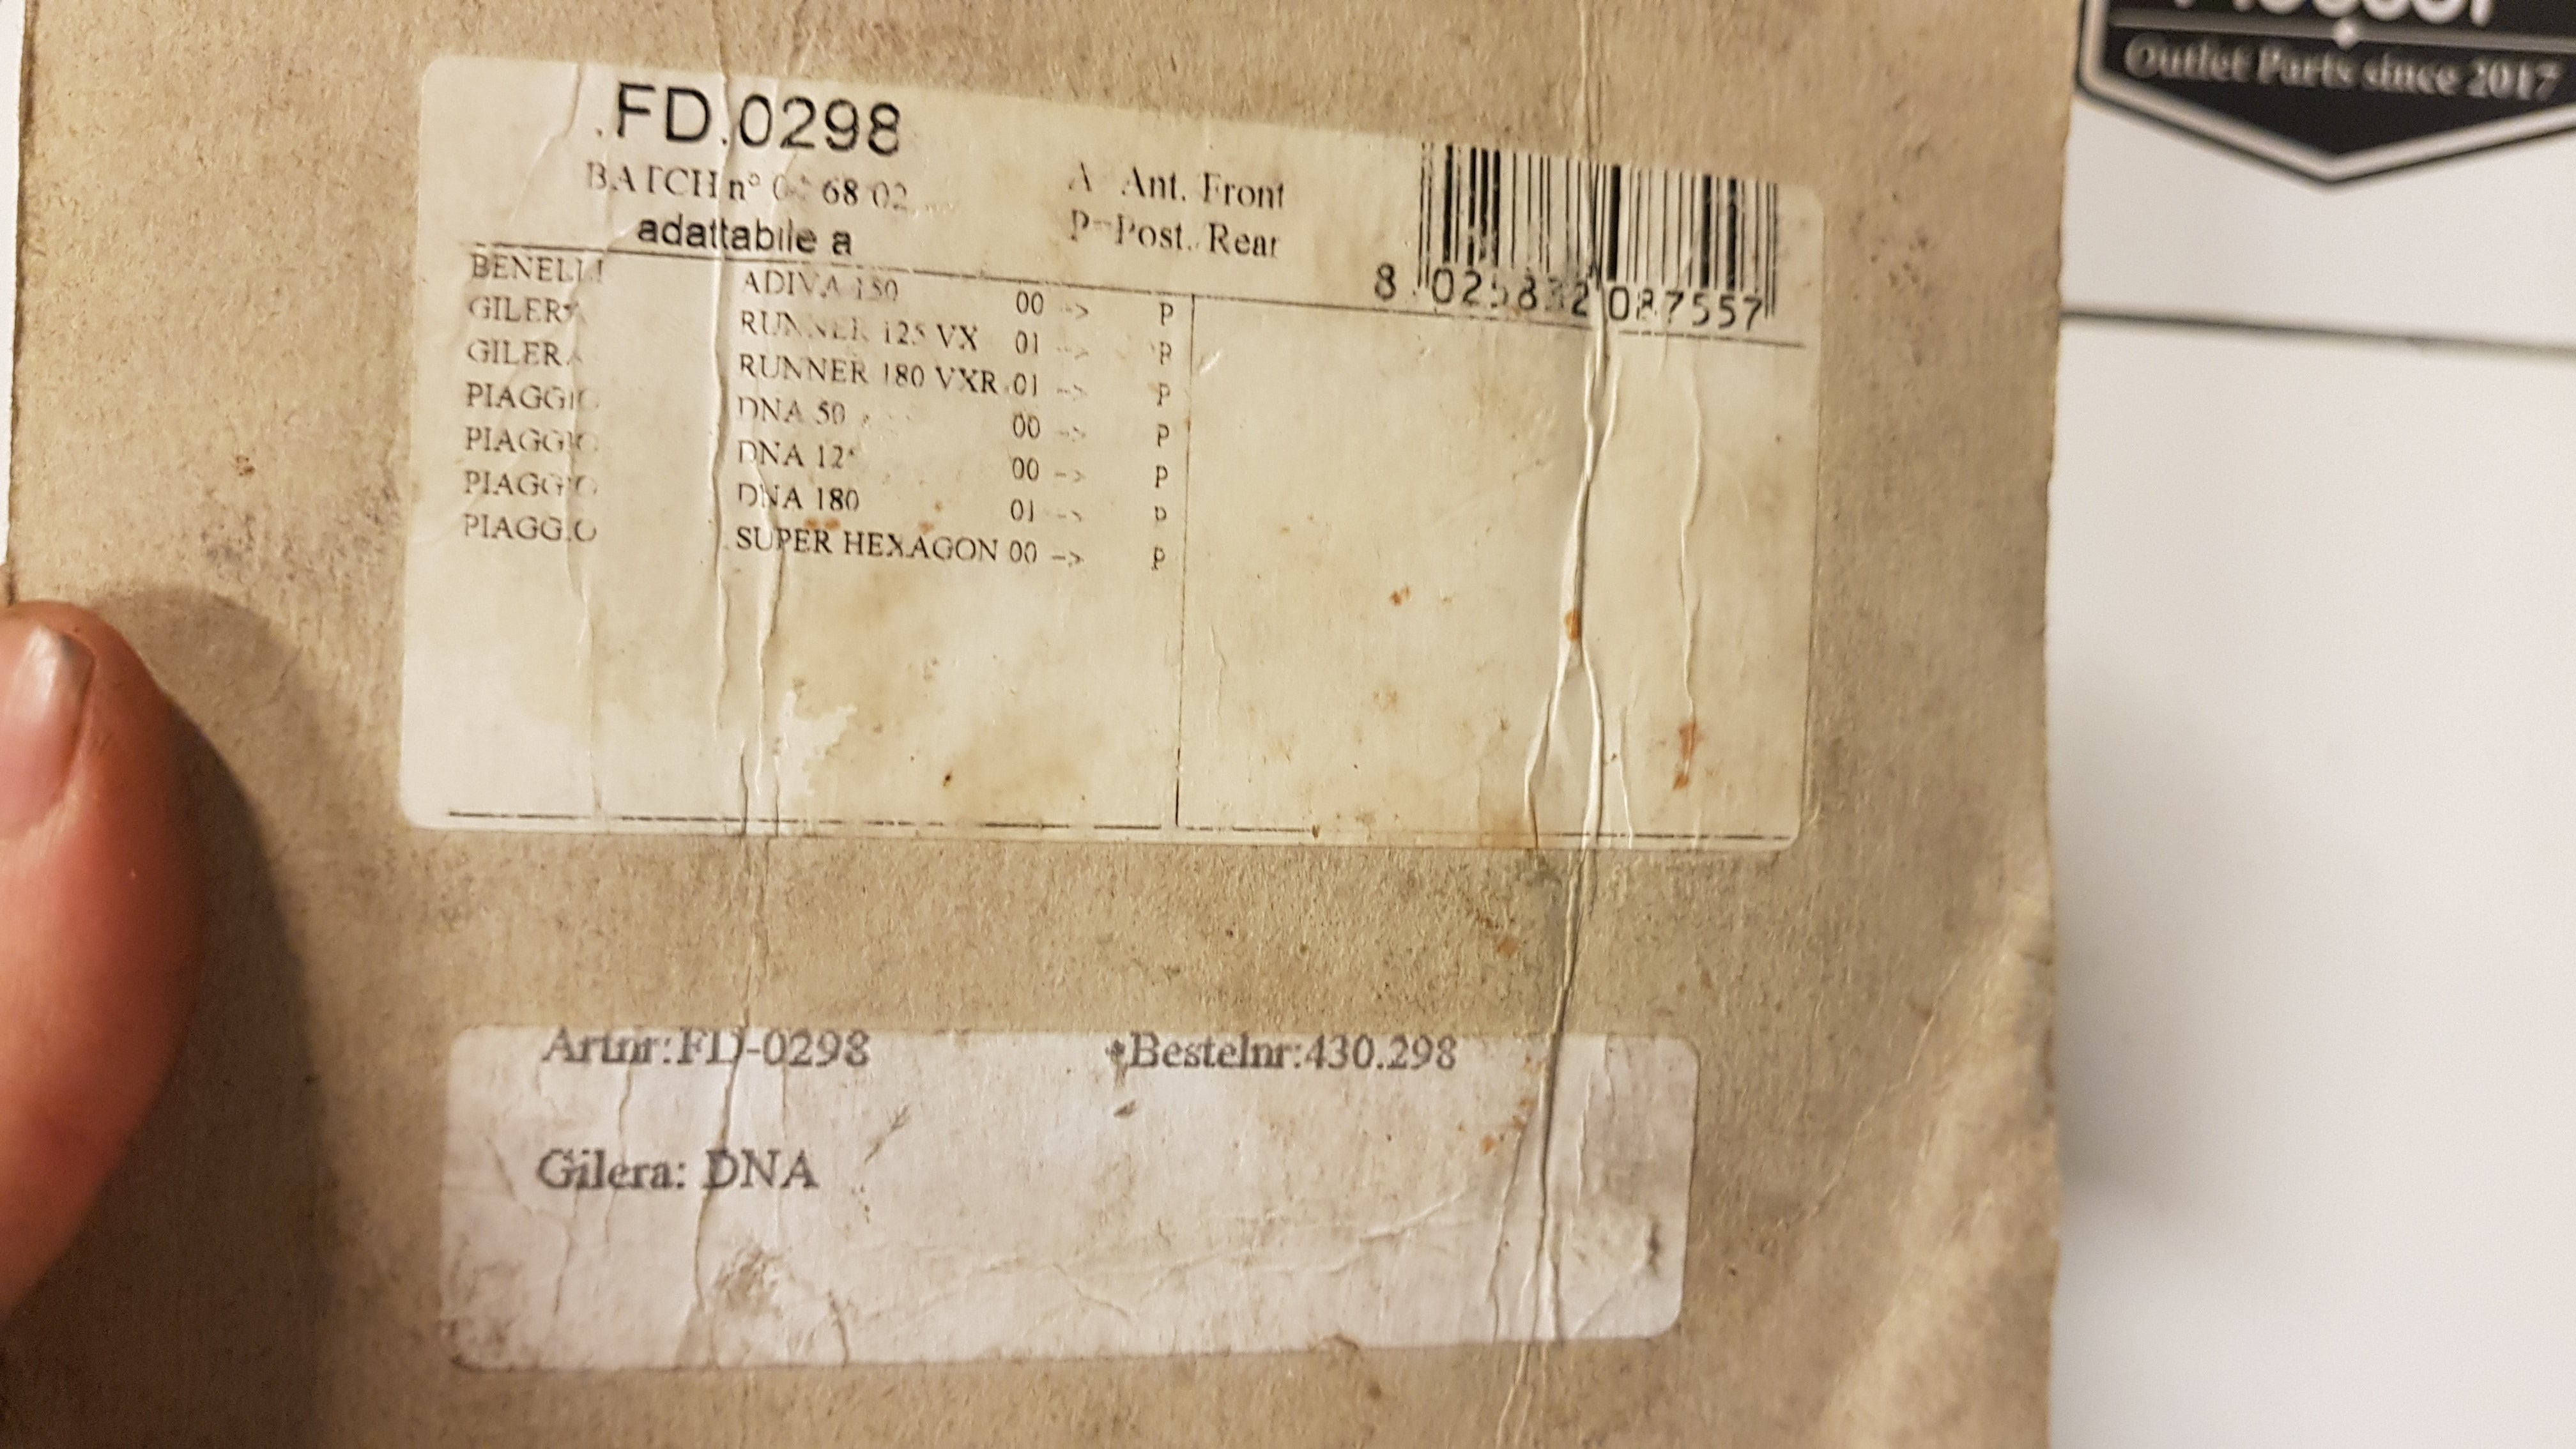 Outlet Parts since 2017
FD.0298
BATCH n° 68 02
A Ant. Front
P Post. Rear
adattabile a
8 025832 087557
BENELLI ADIVA 150 00 -> P
GILERA RUNNER 125 VX 01 -> P
GILERA RUNNER 180 VXR 01 -> P
PIAGGIO DNA 50 00 -> P
PIAGGIO DNA 125 00 -> P
PIAGGIO DNA 180 01 -> P
PIAGGIO SUPER HEXAGON 00 -> P
Artnr:FD-0298 Bestelnr:430.298
Gilera: DNA